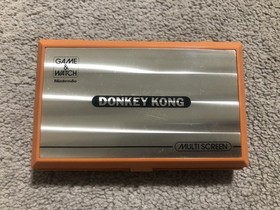 GAME
&
WATCH
Nintendo
DONKEY KONG
MULTI SCREEN